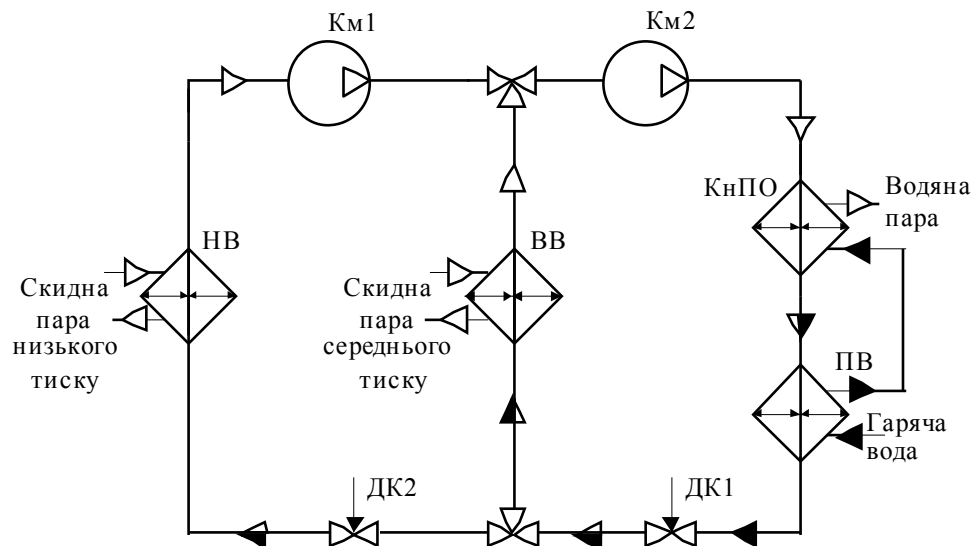 Км1
Км2
КнПО
Водяна
пара
НВ
ВВ
Скидна
пара
низького
тиску
Скидна
пара
середнього
тиску
ПВ
Гаряча
вода
ДК2
ДК1